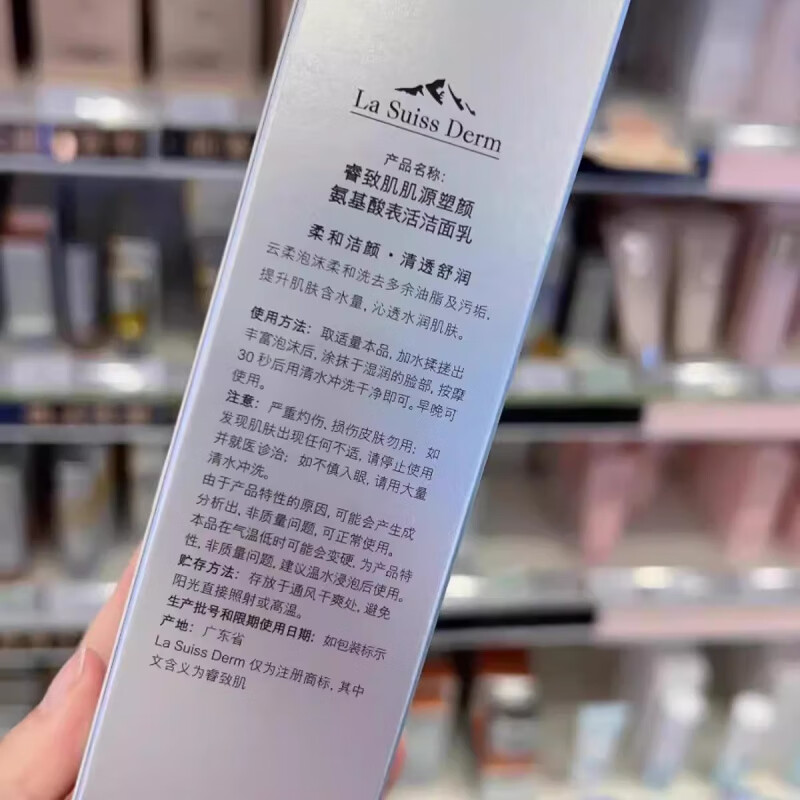 La Suiss Derm
产品名称：
睿致肌肌源塑颜
氨基酸表活洁面乳
柔和洁颜·清透舒润
云柔泡沫柔和洗去多余油脂及污垢，
提升肌肤含水量，沁透水润肌肤。
使用方法：取适量本品，加水揉搓出
丰富泡沫后，涂抹于湿润的脸部，按摩
30 秒后用清水冲洗干净即可。早晚可
使用。
注意：严重灼伤，损伤皮肤勿用；如
发现肌肤出现任何不适，请停止使用
并就医诊治；如不慎入眼，请用大量
清水冲洗。
由于产品特性的原因，可能会产生成
分析出，非质量问题，可正常使用。
本品在气温低时可能会变硬，为产品特
性，非质量问题，建议温水浸泡后使用。
贮存方法：存放于通风干爽处，避免
阳光直接照射或高温。
生产批号和限期使用日期：如包装标示
产地：广东省
La Suiss Derm 仅为注册商标，其中
文含义为睿致肌